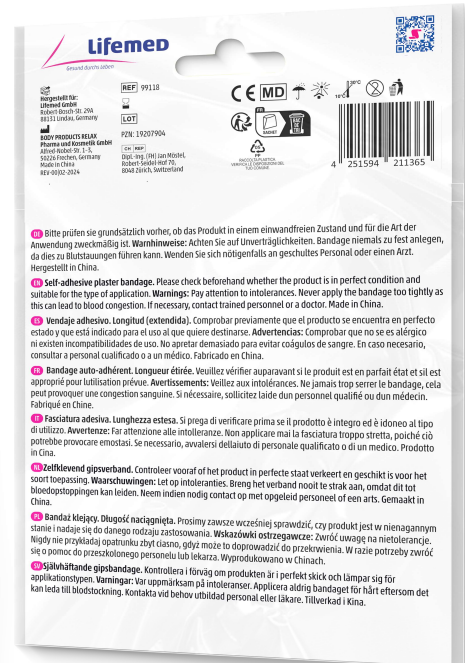 Lifemed
Gesund durchs Leben
Hergestellt für:
Lifemed GmbH
Robert-Bosch-Str. 29A
88131 Lindau, Germany
BODY PRODUCTS RELAX
Pharma und Kosmetik GmbH
Alfred-Nobel-Str. 1-3,
50226 Frechen, Germany
Made in China
REV-00|02-2024
REF 99118
LOT
PZN: 19207904
CH REP
Dipl.-Ing. (FH) Jan Möstel,
Robert-Seidel-Hof 70,
8048 Zürich, Switzerland
CE MD
10°C 30°C
FR
SACHET
PP
RACCOLTA PLASTICA
VERIFICA LE DISPOSIZIONI DEL
TUO COMUNE
4 251594 211365
DE Bitte prüfen sie grundsätzlich vorher, ob das Produkt in einem einwandfreien Zustand und für die Art der
Anwendung zweckmäßig ist. Warnhinweise: Achten Sie auf Unverträglichkeiten. Bandage niemals zu fest anlegen,
da dies zu Blutstauungen führen kann. Wenden Sie sich nötigenfalls an geschultes Personal oder einen Arzt.
Hergestellt in China.
EN Self-adhesive plaster bandage. Please check beforehand whether the product is in perfect condition and
suitable for the type of application. Warnings: Pay attention to intolerances. Never apply the bandage too tightly as
this can lead to blood congestion. If necessary, contact trained personnel or a doctor. Made in China.
ES Vendaje adhesivo. Longitud (extendida). Comprobar previamente que el producto se encuentra en perfecto
estado y que está indicado para el uso al que quiere destinarse. Advertencias: Comprobar que no se es alérgico
ni existen incompatibilidades de uso. No apretar demasiado para evitar coágulos de sangre. En caso necesario,
consultar a personal cualificado o a un médico. Fabricado en China.
FR Bandage auto-adhérent. Longueur étirée. Veuillez vérifier auparavant si le produit est en parfait état et sil est
approprié pour lutilisation prévue. Avertissements: Veillez aux intolérances. Ne jamais trop serrer le bandage, cela
peut provoquer une congestion sanguine. Si nécessaire, sollicitez laide dun personnel qualifié ou dun médecin.
Fabriqué en Chine.
IT Fasciatura adesiva. Lunghezza estesa. Si prega di verificare prima se il prodotto è integro ed è idoneo al tipo
di utilizzo. Avvertenze: Far attenzione alle intolleranze. Non applicare mai la fasciatura troppo stretta, poiché ciò
potrebbe provocare emostasi. Se necessario, avvalersi dellaiuto di personale qualificato o di un medico. Prodotto
in Cina.
NL Zelfklevend gipsverband. Controleer vooraf of het product in perfecte staat verkeert en geschikt is voor het
soort toepassing. Waarschuwingen: Let op intoleranties. Breng het verband nooit te strak aan, omdat dit tot
bloedopstoppingen kan leiden. Neem indien nodig contact op met opgeleid personeel of een arts. Gemaakt in
China.
PL Bandaż klejący. Długość naciągnięta. Prosimy zawsze wcześniej sprawdzić, czy produkt jest w nienagannym
stanie i nadaje się do danego rodzaju zastosowania. Wskazówki ostrzegawcze: Zwróć uwagę na nietolerancje.
Nigdy nie przykładaj opatrunku zbyt ciasno, gdyż może to doprowadzić do przekrwienia. W razie potrzeby zwróć
się o pomoc do przeszkolonego personelu lub lekarza. Wyprodukowano w Chinach.
SV Självhäftande gipsbandage. Kontrollera i förväg om produkten är i perfekt skick och lämpar sig för
applikationstypen. Varningar: Var uppmärksam på intoleranser. Applicera aldrig bandaget för hårt eftersom det
kan leda till blodstockning. Kontakta vid behov utbildad personal eller läkare. Tillverkad i Kina.